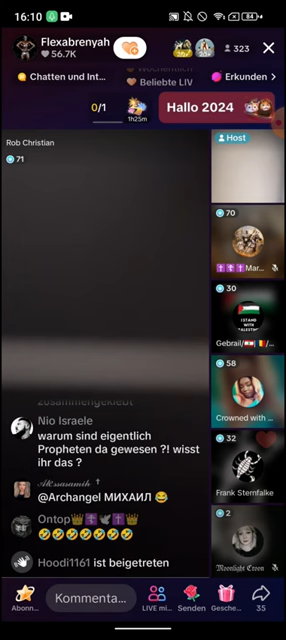 16:10
84
Flexabrenyah
56.7K
323
Chatten und Int...
Wöchentlich
Beliebte LIV
Erkunden >
0/1
1h25m
Hallo 2024
Rob Christian
71
Host
70
Mar...
30
I STAND
WITH
PALESTINE
Gebrail/🇱🇧/🇧🇪/...
58
Crowned with ...
32
Frank Sternfalke
2
Moonlight Crow
zusammengeklebt
Nio Israele
warum sind eigentlich
Propheten da gewesen ?! wisst
ihr das ?
@Archangel МИХАИЛ 😂
Ontop👑☦️🕊️✝️👑
🤣🤣🤣🤣🤣🤣🤣
Hoodi1161 ist beigetreten
Abonn...
Kommenta...
LIVE mi...
Senden
Gesche...
35